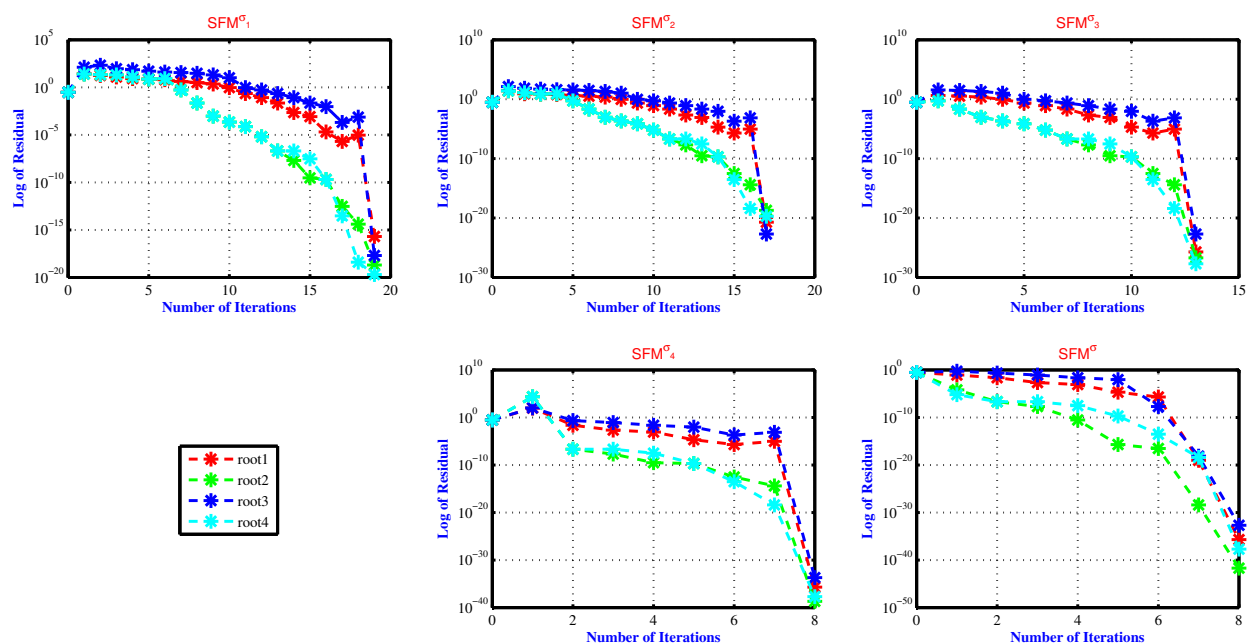 SFM^σ_1
10^5
10^0
10^−5
10^−10
10^−15
10^−20
Log of Residual
0 5 10 15 20
Number of Iterations
SFM^σ_2
10^10
10^0
10^−10
10^−20
10^−30
Log of Residual
0 5 10 15 20
Number of Iterations
SFM^σ_3
10^10
10^0
10^−10
10^−20
10^−30
Log of Residual
0 5 10 15
Number of Iterations
root1
root2
root3
root4
SFM^σ_4
10^10
10^0
10^−10
10^−20
10^−30
10^−40
Log of Residual
0 2 4 6 8
Number of Iterations
SFM^σ
10^0
10^−10
10^−20
10^−30
10^−40
10^−50
Log of Residual
0 2 4 6 8
Number of Iterations